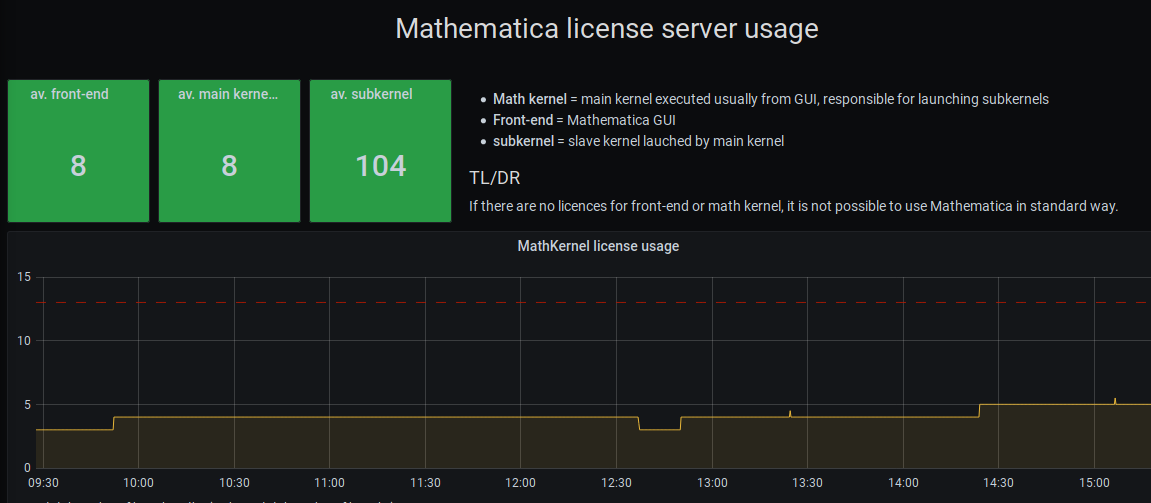 Mathematica license server usage
av. front-end
av. main kerne...
av. subkernel
8
8
104
• Math kernel = main kernel executed usually from GUI, responsible for launching subkernels
• Front-end = Mathematica GUI
• subkernel = slave kernel lauched by main kernel
TL/DR
If there are no licences for front-end or math kernel, it is not possible to use Mathematica in standard way.
MathKernel license usage
15
10
5
0
09:30 10:00 10:30 11:00 11:30 12:00 12:30 13:00 13:30 14:00 14:30 15:00